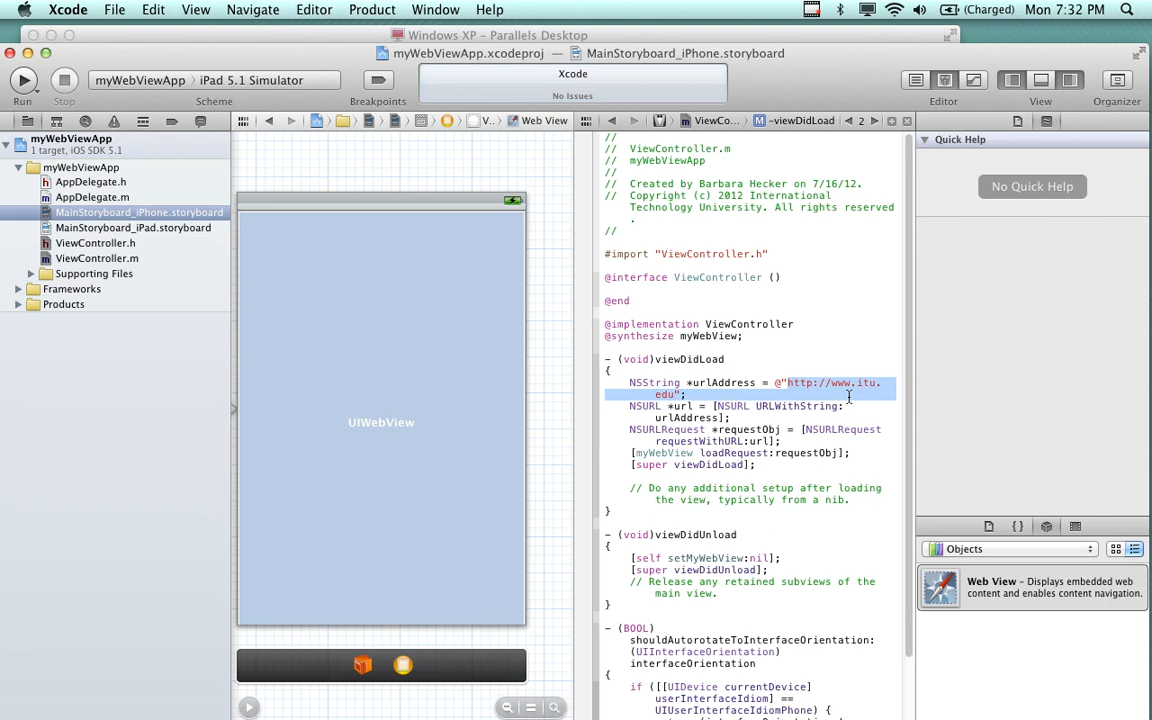 Xcode File Edit View Navigate Editor Product Window Help (Charged) Mon 7:32 PM
Windows XP – Parallels Desktop
myWebViewApp.xcodeproj — MainStoryboard_iPhone.storyboard
myWebViewApp iPad 5.1 Simulator
Xcode
No Issues
Run Stop Scheme Breakpoints Editor View Organizer
V... Web View
ViewCo... M -viewDidLoad 2
myWebViewApp
1 target, iOS SDK 5.1
myWebViewApp
h AppDelegate.h
m AppDelegate.m
MainStoryboard_iPhone.storyboard
MainStoryboard_iPad.storyboard
h ViewController.h
m ViewController.m
Supporting Files
Frameworks
Products
UIWebView
//
// ViewController.m
// myWebViewApp
//
// Created by Barbara Hecker on 7/16/12.
// Copyright (c) 2012 International
Technology University. All rights reserved
.
//
#import "ViewController.h"
@interface ViewController ()
@end
@implementation ViewController
@synthesize myWebView;
- (void)viewDidLoad
{
NSString *urlAddress = @"http://www.itu.
edu";
NSURL *url = [NSURL URLWithString:
urlAddress];
NSURLRequest *requestObj = [NSURLRequest
requestWithURL:url];
[myWebView loadRequest:requestObj];
[super viewDidLoad];
// Do any additional setup after loading
the view, typically from a nib.
}
- (void)viewDidUnload
{
[self setMyWebView:nil];
[super viewDidUnload];
// Release any retained subviews of the
main view.
}
- (BOOL)
shouldAutorotateToInterfaceOrientation:
(UIInterfaceOrientation)
interfaceOrientation
{
if ([[UIDevice currentDevice]
userInterfaceIdiom] ==
UIUserInterfaceIdiomPhone) {
Quick Help
No Quick Help
{ }
Objects
Web View – Displays embedded web
content and enables content navigation.